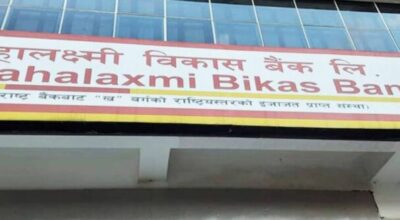 हालक्ष्मी विकास बैंक लि.
ahalaxmi Bikas Ban
राष्ट्र बैंकबाट "ख" वर्गको राष्ट्रियस्तरको इजाजत प्राप्त संस्था)